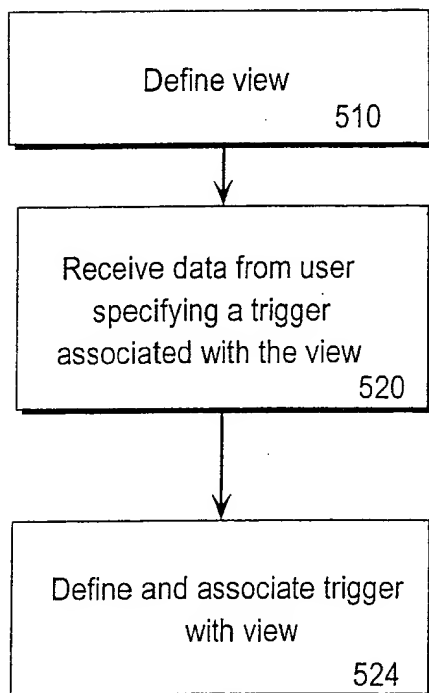 Define view
510
Receive data from user
specifying a trigger
associated with the view
520
Define and associate trigger
with view
524